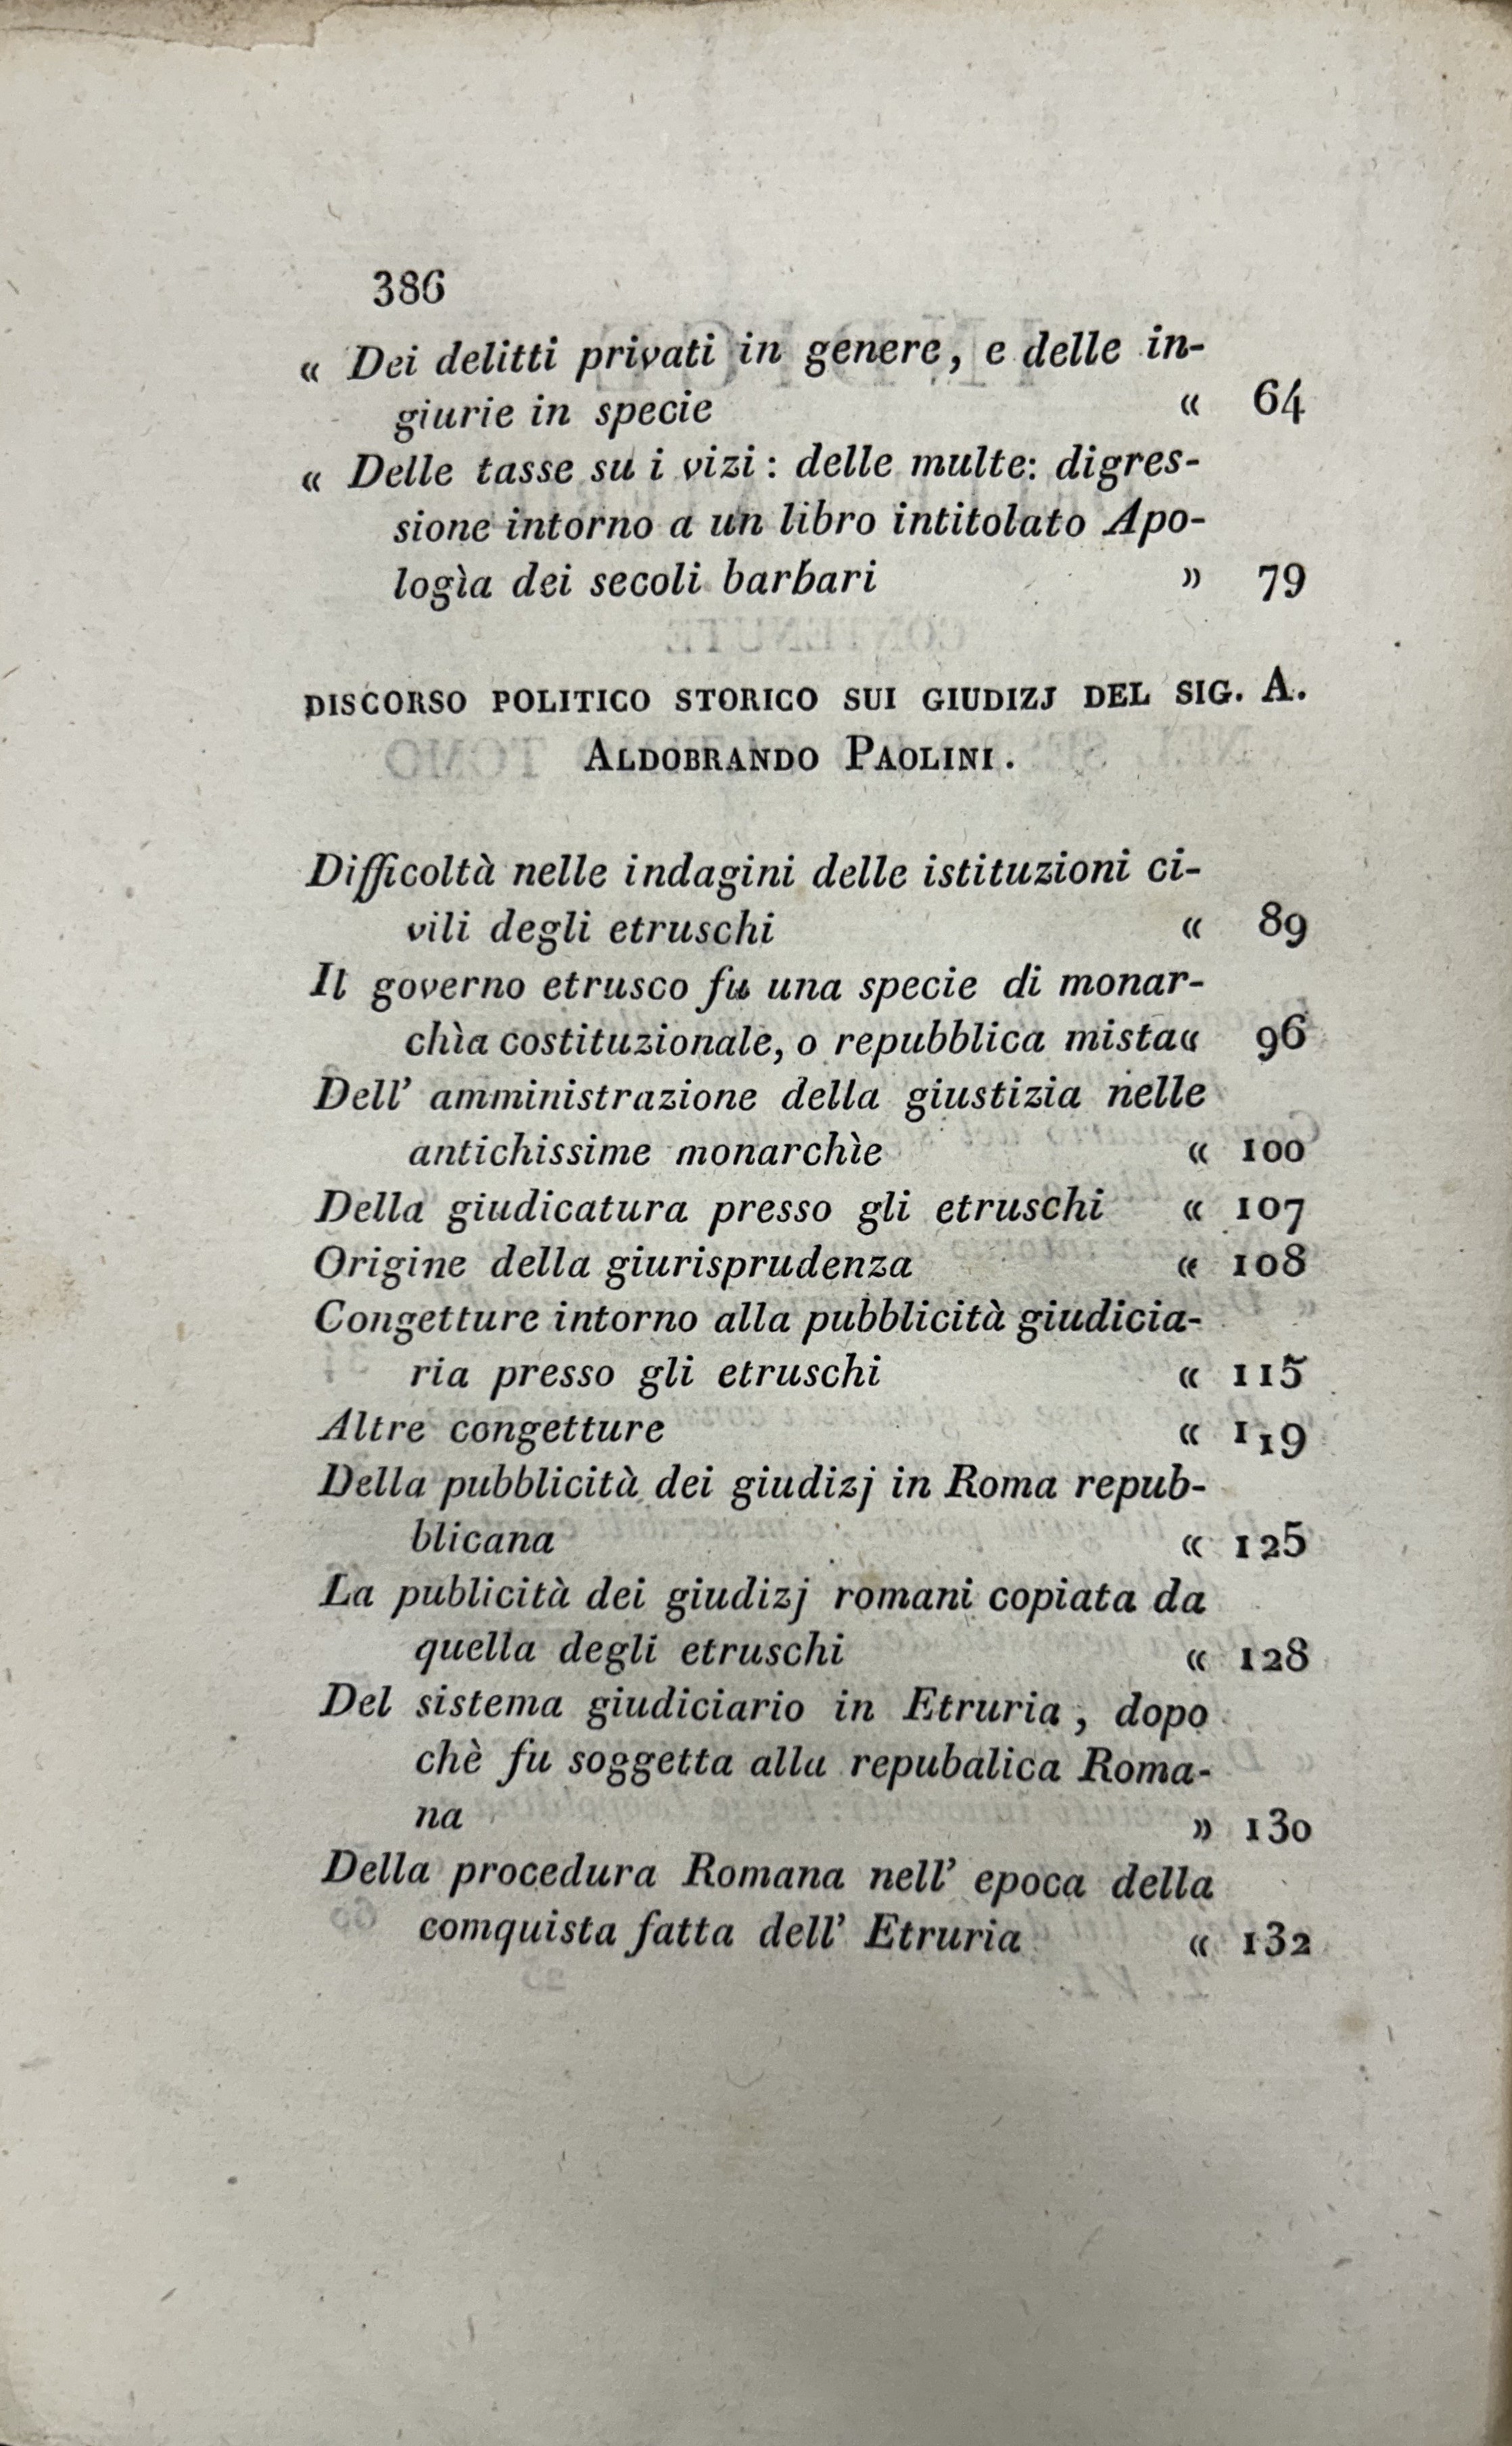 386
« Dei delitti privati in genere, e delle in-
giurie in specie « 64
« Delle tasse su i vizi: delle multe: digres-
sione intorno a un libro intitolato Apo-
logìa dei secoli barbari » 79
DISCORSO POLITICO STORICO SUI GIUDIZJ DEL SIG. A.
ALDOBRANDO PAOLINI.
Difficoltà nelle indagini delle istituzioni ci-
vili degli etruschi « 89
Il governo etrusco fu una specie di monar-
chìa costituzionale, o repubblica mista« 96
Dell' amministrazione della giustizia nelle
antichissime monarchìe « 100
Della giudicatura presso gli etruschi « 107
Origine della giurisprudenza « 108
Congetture intorno alla pubblicità giudicia-
ria presso gli etruschi « 115
Altre congetture « 119
Della pubblicità dei giudizj in Roma repub-
blicana « 125
La publicità dei giudizj romani copiata da
quella degli etruschi « 128
Del sistema giudiciario in Etruria, dopo
chè fu soggetta alla repubalica Roma-
na » 130
Della procedura Romana nell' epoca della
comquista fatta dell' Etruria « 132